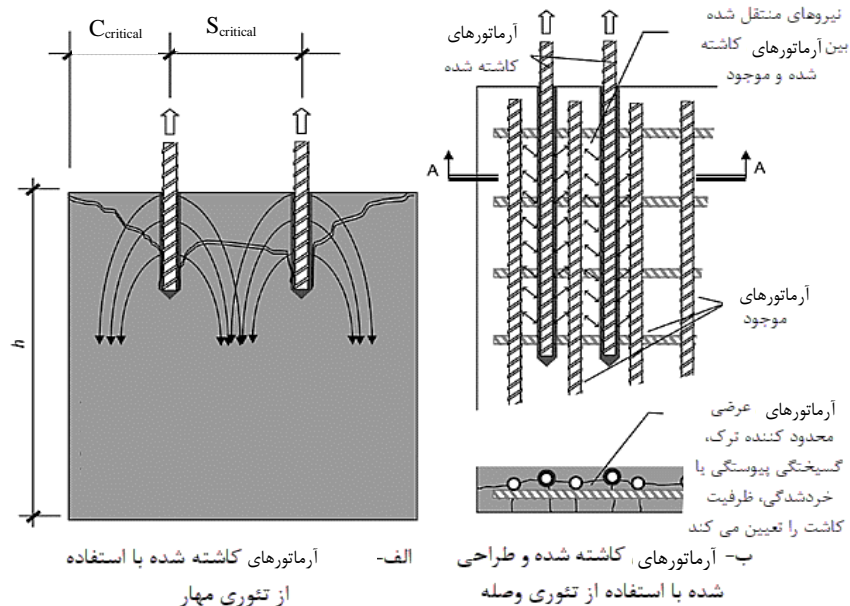 C critical
S critical
h
الف- آرماتورهای کاشته شده با استفاده
از تئوری مهار
آرماتورهای
کاشته شده
نیروهای منتقل شده
بین آرماتورهای کاشته
شده و موجود
A
A
آرماتورهای
موجود
آرماتورهای عرضی
محدود کننده ترک،
گسیختگی پیوستگی یا
خردشدگی، ظرفیت
کاشت را تعیین می کند
ب- آرماتورهای کاشته شده و طراحی
شده با استفاده از تئوری وصله